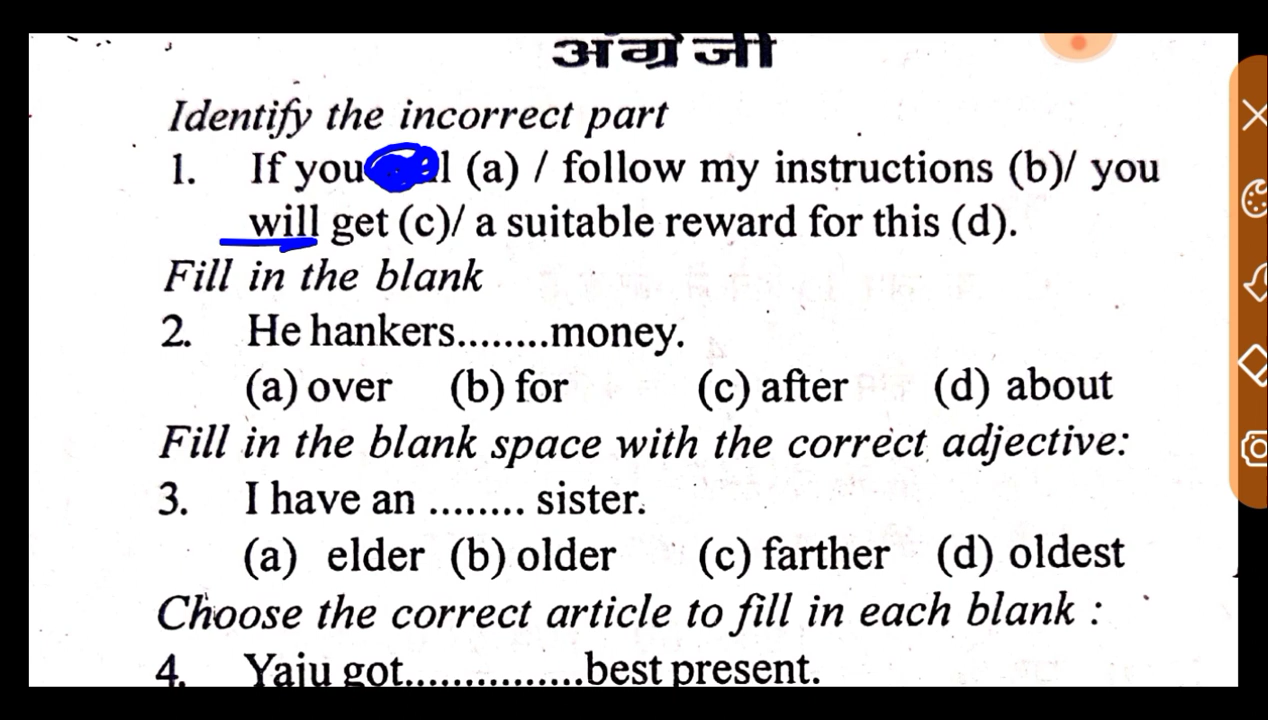 अंग्रेजी
Identify the incorrect part
1. If you (a) / follow my instructions (b)/ you
will get (c)/ a suitable reward for this (d).
Fill in the blank
2. He hankers........money.
(a) over (b) for (c) after (d) about
Fill in the blank space with the correct adjective:
3. I have an ........ sister.
(a) elder (b) older (c) farther (d) oldest
Choose the correct article to fill in each blank :
4. Yaju got...............best present.